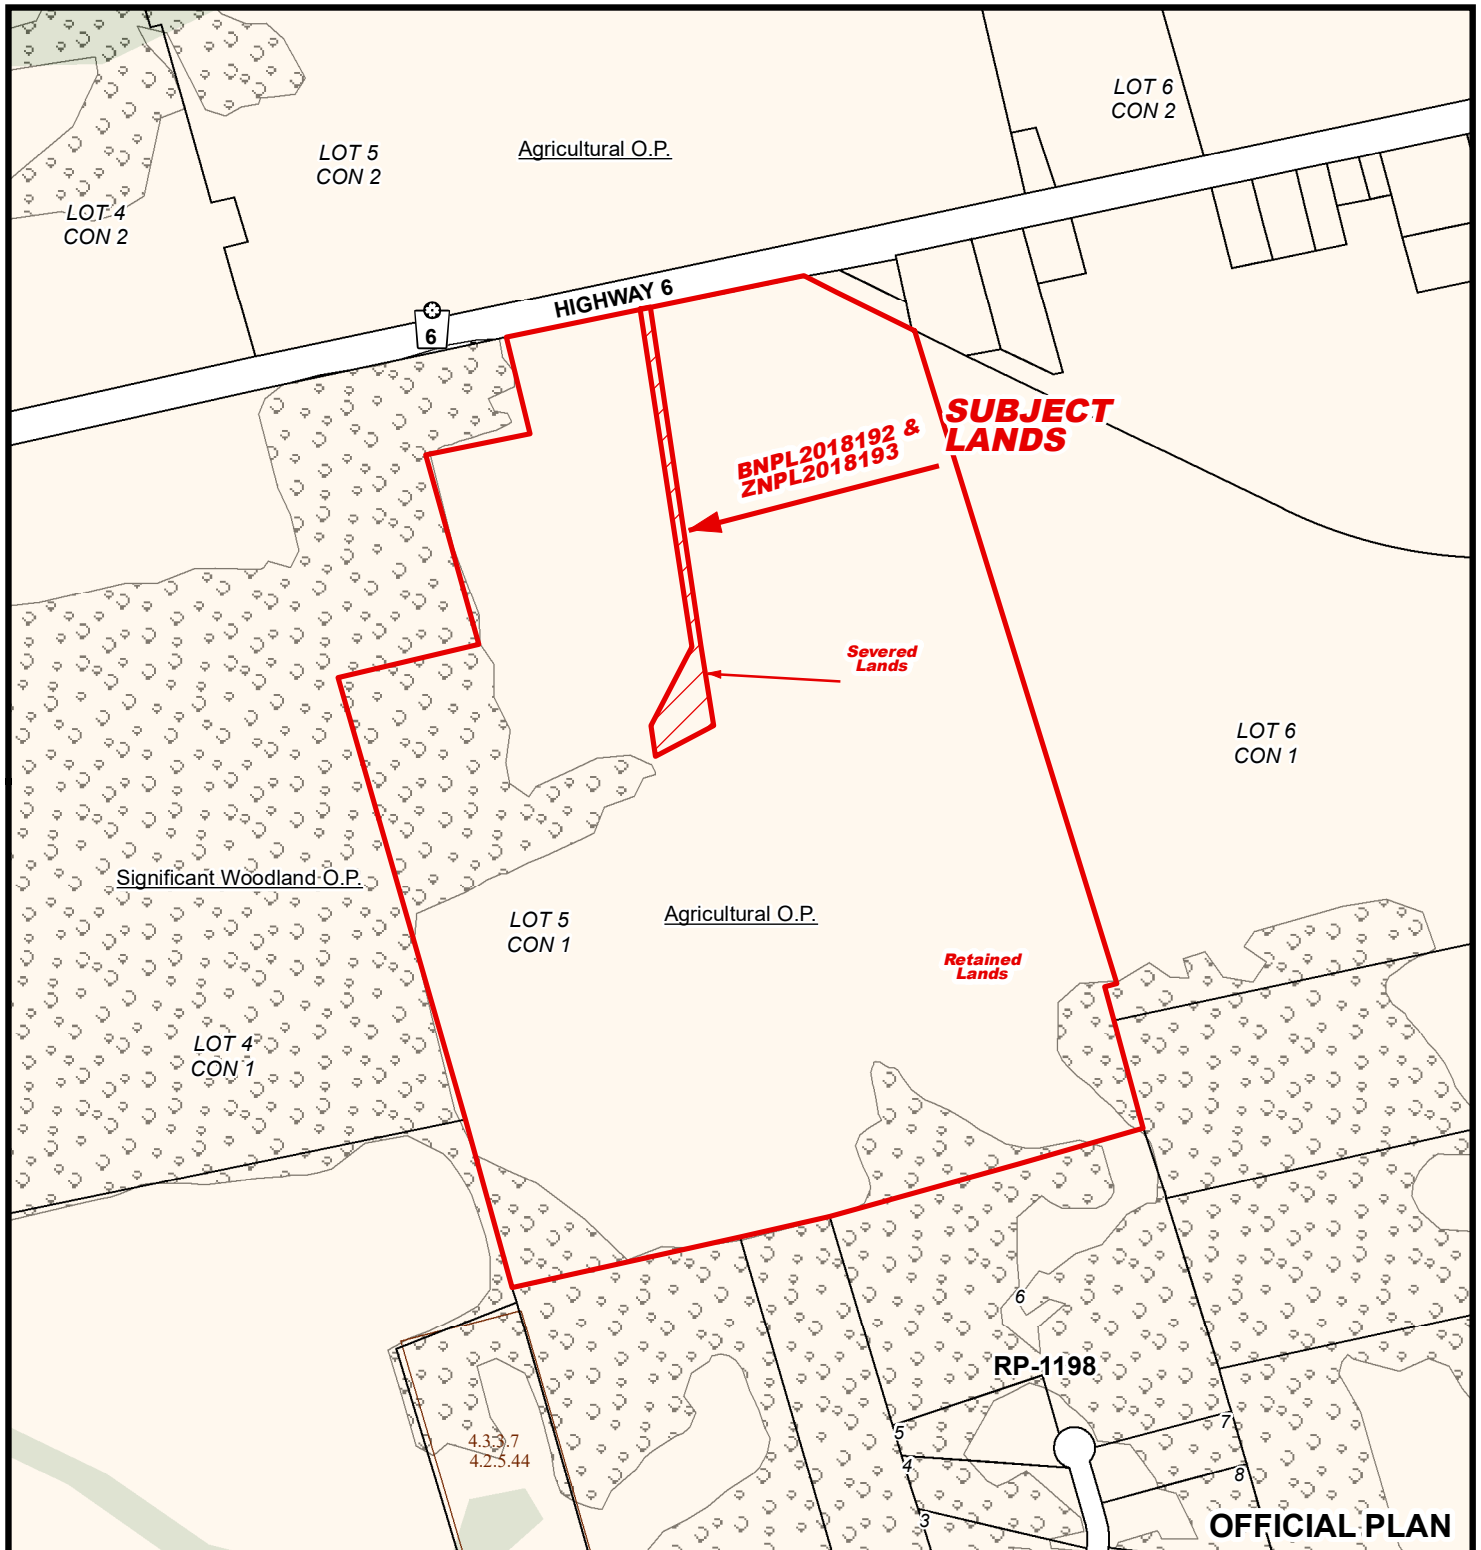 LOT 6
CON 2
LOT 5
CON 2
Agricultural O.P.
LOT 4
CON 2
HIGHWAY 6
6
SUBJECT
LANDS
BNPL2018192 &
ZNPL2018193
Severed
Lands
LOT 6
CON 1
Significant Woodland O.P.
LOT 5
CON 1
Agricultural O.P.
Retained
Lands
LOT 4
CON 1
6
RP-1198
5
7
4.3.3.7
4.2.5.44
4
8
3
OFFICIAL PLAN